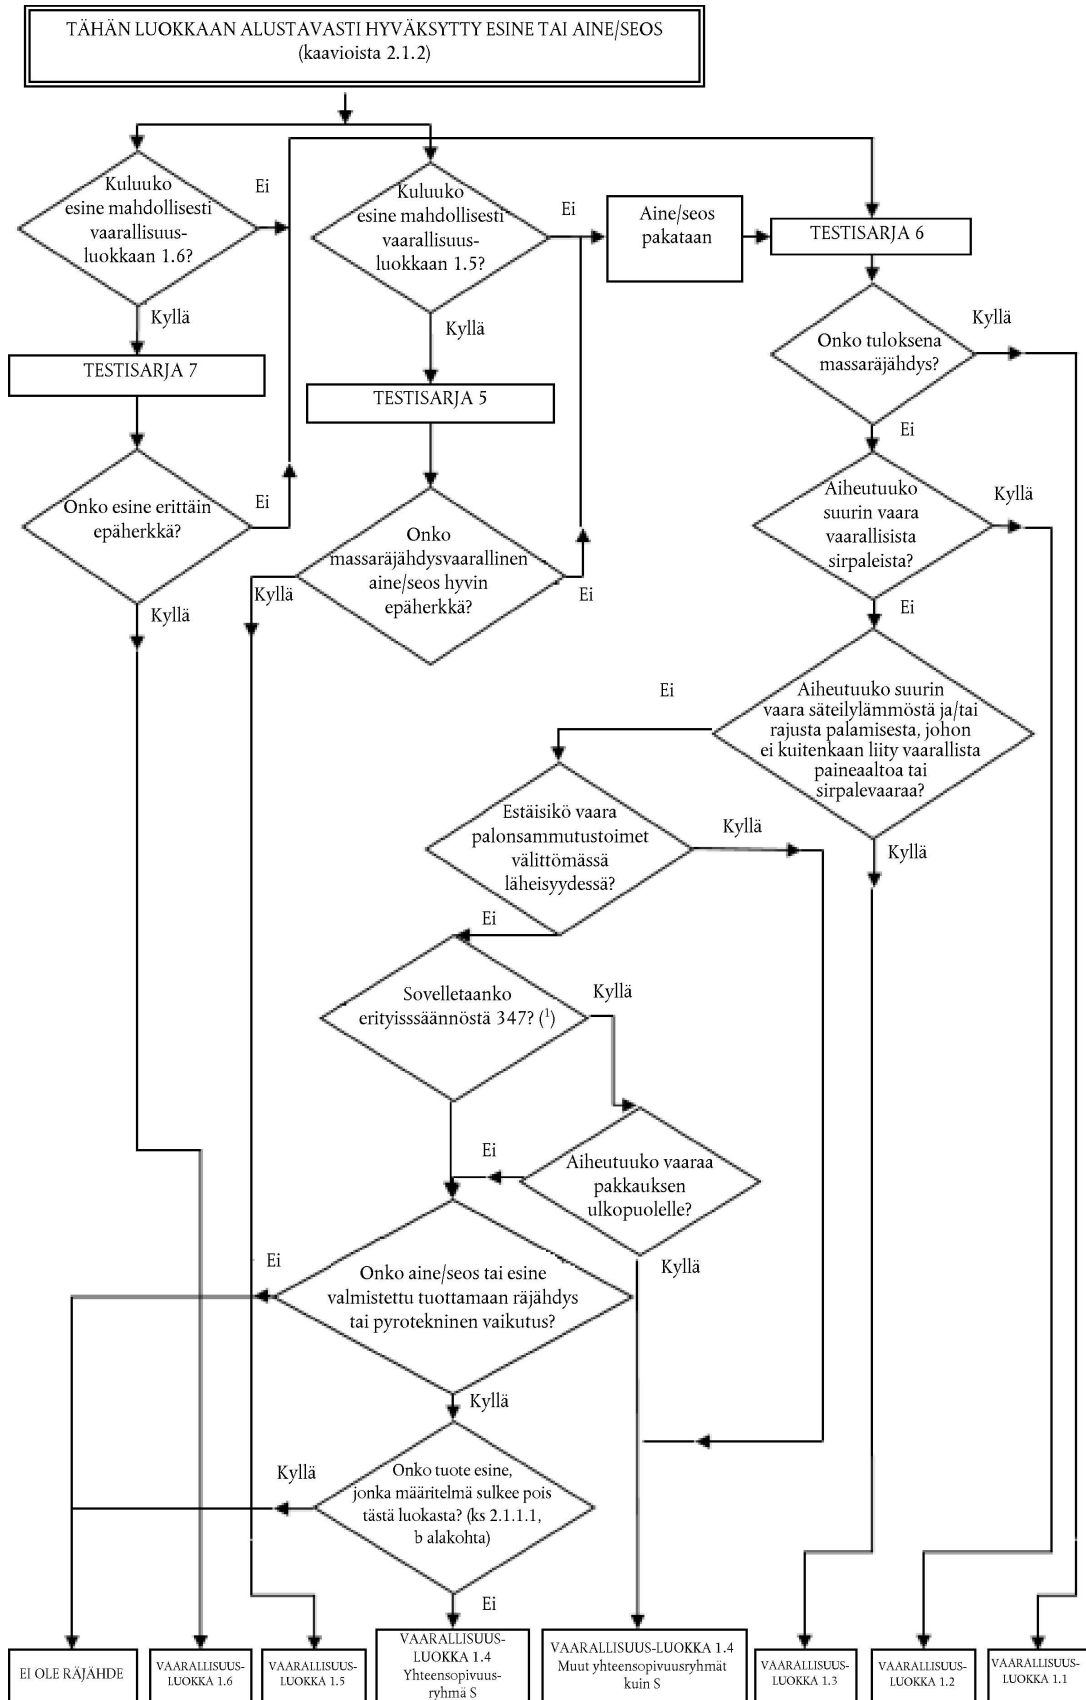 TÄHÄN LUOKKAAN ALUSTAVASTI HYVÄKSYTTY ESINE TAI AINE/SEOS
(kaavioista 2.1.2)
Kuluuko
esine mahdollisesti
vaarallisuus-
luokkaan 1.6?
Ei
Kyllä
Kuluuko
esine mahdollisesti
vaarallisuus-
luokkaan 1.5?
Ei
Kyllä
Aine/seos
pakataan
TESTISARJA 6
TESTISARJA 7
TESTISARJA 5
Onko tuloksena
massaräjähdys?
Kyllä
Ei
Onko esine erittäin
epäherkkä?
Ei
Kyllä
Onko
massaräjähdysvaarallinen
aine/seos hyvin
epäherkkä?
Kyllä
Ei
Aiheutuuko
suurin vaara
vaarallisista
sirpaleista?
Kyllä
Ei
Aiheutuuko suurin
vaara säteilylämmöstä ja/tai
rajusta palamisesta, johon
ei kuitenkaan liity vaarallista
paineaaltoa tai
sirpalevaaraa?
Ei
Kyllä
Estäisikö vaara
palonsammutustoimet
välittömässä
läheisyydessä?
Kyllä
Ei
Sovelletaanko
erityisssäännöstä 347? (¹)
Kyllä
Ei
Aiheutuuko vaaraa
pakkauksen
ulkopuolelle?
Kyllä
Onko aine/seos tai esine
valmistettu tuottamaan räjähdys
tai pyrotekninen vaikutus?
Ei
Kyllä
Onko tuote esine,
jonka määritelmä sulkee pois
tästä luokasta? (ks 2.1.1.1,
b alakohta)
Kyllä
Ei
EI OLE RÄJÄHDE
VAARALLISUUS-
LUOKKA 1.6
VAARALLISUUS-
LUOKKA 1.5
VAARALLISUUS-
LUOKKA 1.4
Yhteensopivuus-
ryhmä S
VAARALLISUUS-LUOKKA 1.4
Muut yhteensopivuusryhmät
kuin S
VAARALLISUUS-
LUOKKA 1.3
VAARALLISUUS-
LUOKKA 1.2
VAARALLISUUS-
LUOKKA 1.1